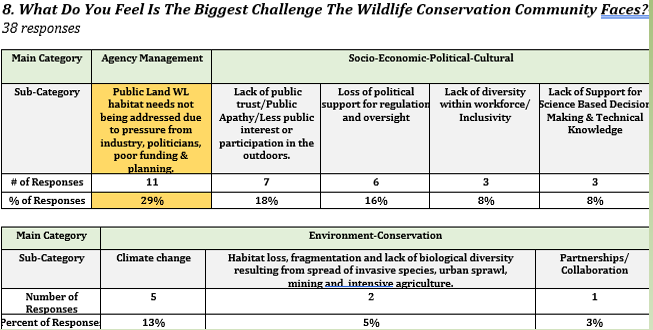 8. What Do You Feel Is The Biggest Challenge The Wildlife Conservation Community Faces?
38 responses
Main Category Agency Management Socio-Economic-Political-Cultural
Sub-Category
Public Land WL
habitat needs not
being addressed due
to pressure from
industry, politicians,
poor funding &
planning.
Lack of public
trust/Public
Apathy/Less public
interest or
participation in the
outdoors.
Loss of political
support for regulation
and oversight
Lack of diversity
within workforce/
Inclusivity
Lack of Support for
Science Based Decision
Making & Technical
Knowledge
# of Responses 11 7 6 3 3
% of Responses 29% 18% 16% 8% 8%
Main Category Environment-Conservation
Sub-Category
Climate change
Habitat loss, fragmentation and lack of biological diversity
resulting from spread of invasive species, urban sprawl,
mining and intensive agriculture.
Partnerships/
Collaboration
Number of
Responses
5 2 1
Percent of Response 13% 5% 3%